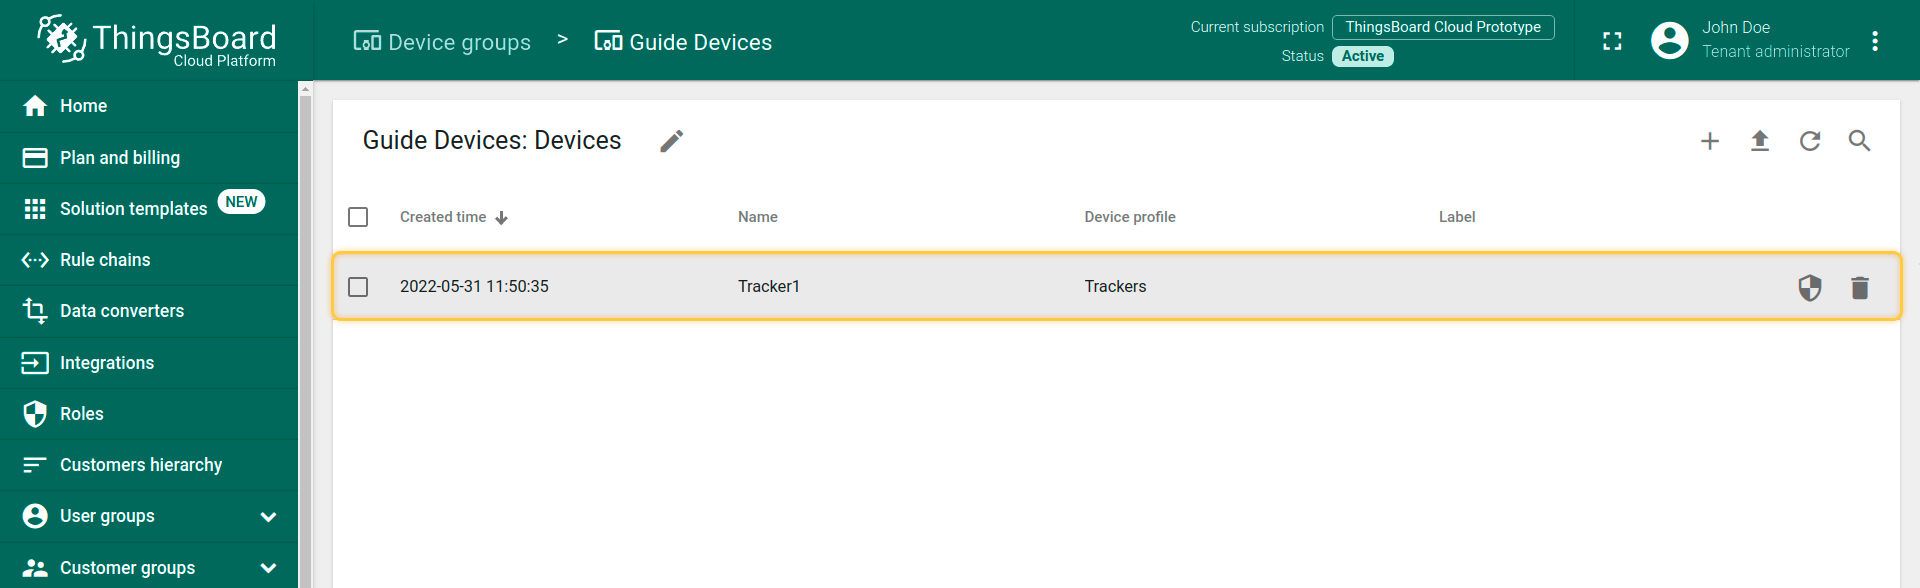 ThingsBoard
Cloud Platform
Device groups > Guide Devices
Current subscription ThingsBoard Cloud Prototype
Status Active
John Doe
Tenant administrator
Home
Plan and billing
Solution templates NEW
Rule chains
Data converters
Integrations
Roles
Customers hierarchy
User groups
Customer groups
Guide Devices: Devices
Created time Name Device profile Label
2022-05-31 11:50:35 Tracker1 Trackers